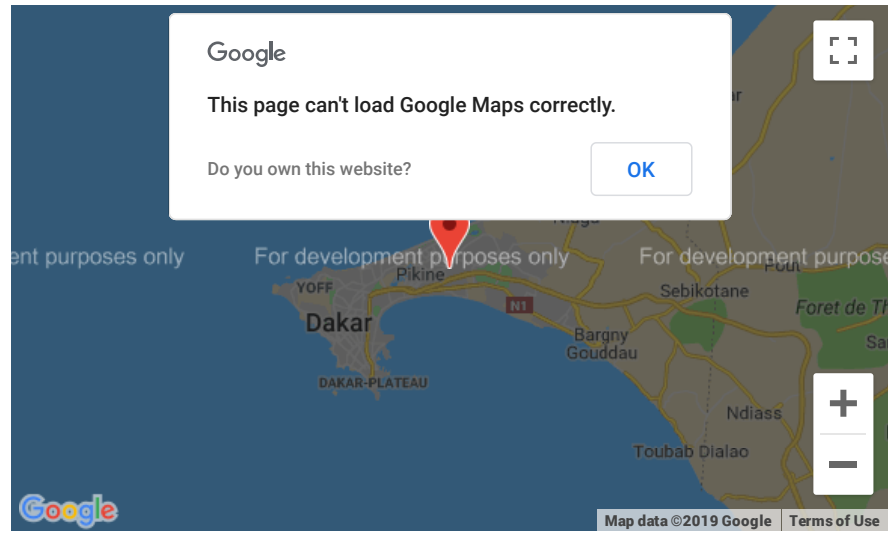 Google
This page can't load Google Maps correctly.
Do you own this website?
OK
ent purposes only
For development purposes only
For development purpose
Pikine
YOFF
Dakar
DAKAR-PLATEAU
N1
Pout
Sebikotane
Foret de Th
Bargny
Gouddau
Ndiass
Toubab Dialao
Google
Map data ©2019 Google
Terms of Use